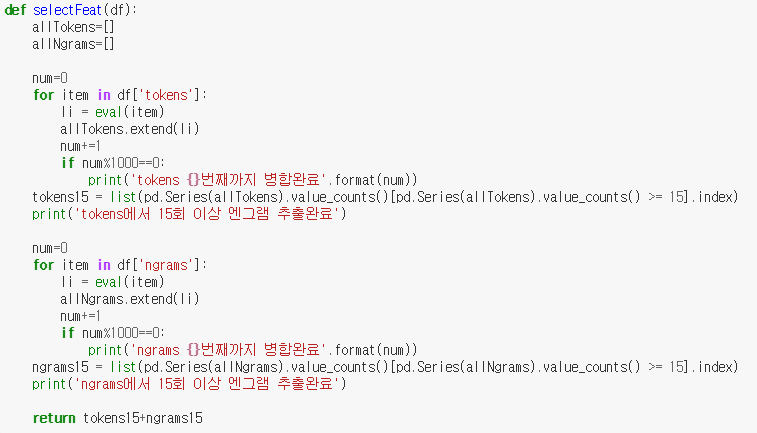 def selectFeat(df):
    allTokens=[]
    allNgrams=[]

    num=0
    for item in df['tokens']:
        li = eval(item)
        allTokens.extend(li)
        num+=1
        if num%1000==0:
            print('tokens {}번째까지 병합완료'.format(num))
    tokens15 = list(pd.Series(allTokens).value_counts()[pd.Series(allTokens).value_counts() >= 15].index)
    print('tokens에서 15회 이상 엔그램 추출완료')

    num=0
    for item in df['ngrams']:
        li = eval(item)
        allNgrams.extend(li)
        num+=1
        if num%1000==0:
            print('ngrams {}번째까지 병합완료'.format(num))
    ngrams15 = list(pd.Series(allNgrams).value_counts()[pd.Series(allNgrams).value_counts() >= 15].index)
    print('ngrams에서 15회 이상 엔그램 추출완료')

    return tokens15+ngrams15